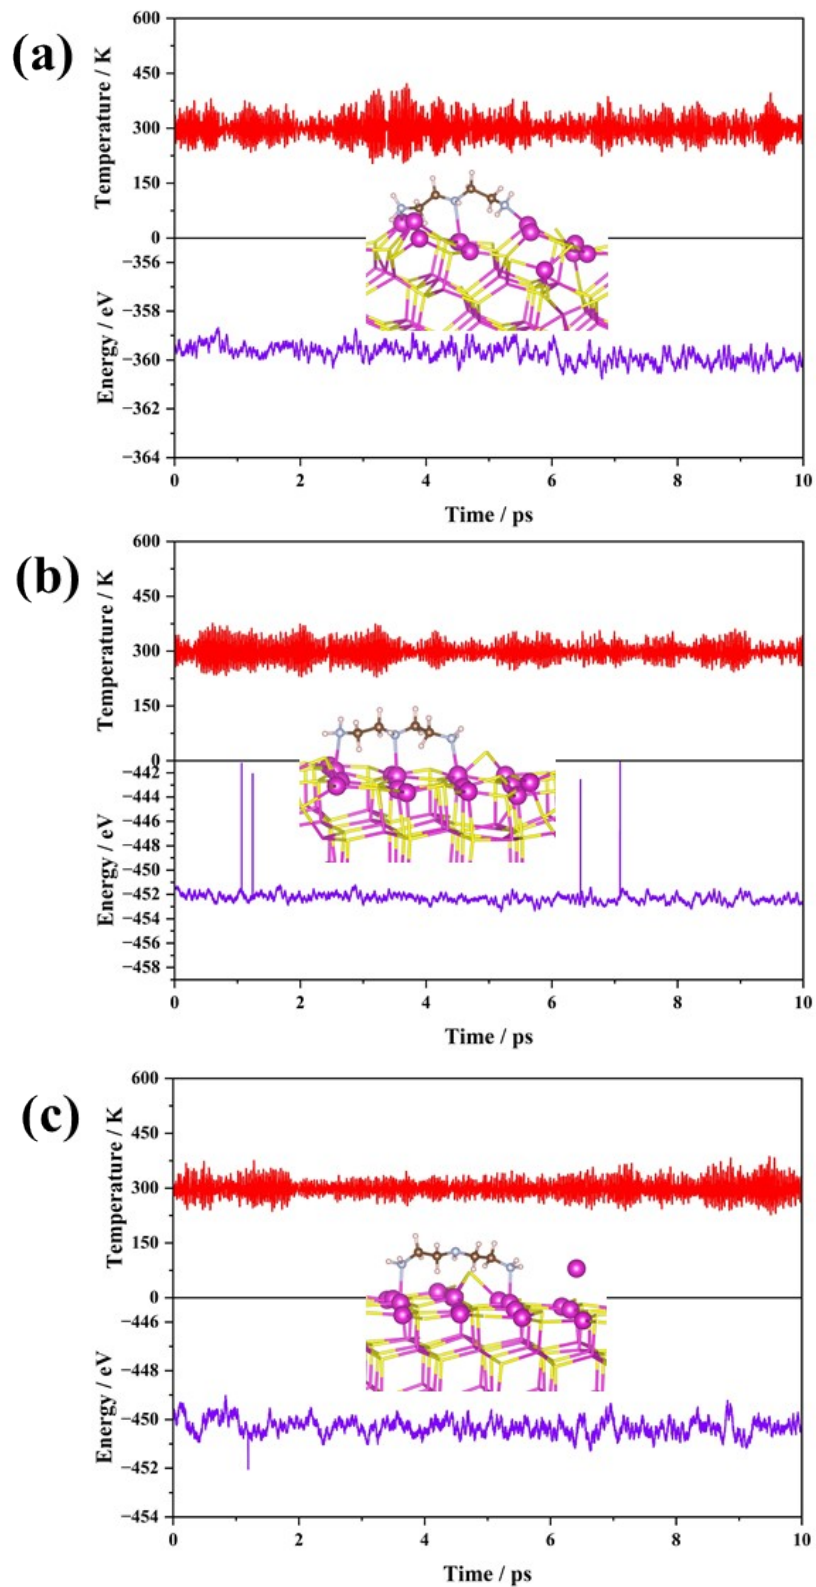 (a)
600
450
300
150
0
Temperature / K
−356
−358
−360
−362
−364
Energy / eV
0 2 4 6 8 10
Time / ps
(b)
600
450
300
150
0
Temperature / K
−442
−444
−446
−448
−450
−452
−454
−456
−458
Energy / eV
0 2 4 6 8 10
Time / ps
(c)
600
450
300
150
0
Temperature / K
−446
−448
−450
−452
−454
Energy / eV
0 2 4 6 8 10
Time / ps